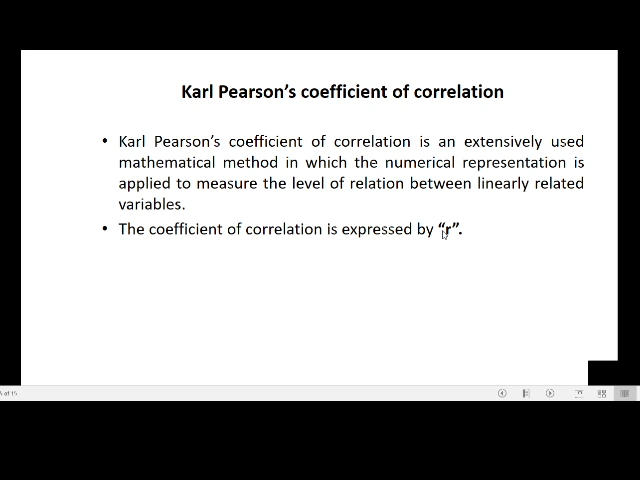 Karl Pearson's coefficient of correlation
• Karl Pearson's coefficient of correlation is an extensively used
mathematical method in which the numerical representation is
applied to measure the level of relation between linearly related
variables.
• The coefficient of correlation is expressed by “r”.
of 15